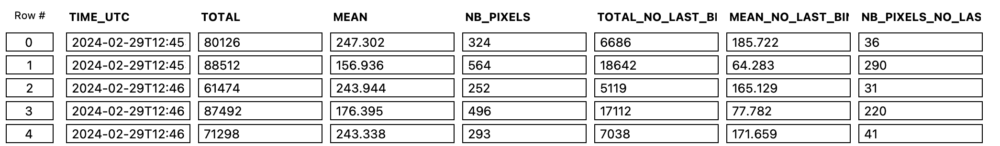 Row # TIME_UTC TOTAL MEAN NB_PIXELS TOTAL_NO_LAST_BI MEAN_NO_LAST_BIN NB_PIXELS_NO_LAS
0 2024-02-29T12:45: 80126 247.302 324 6686 185.722 36
1 2024-02-29T12:45: 88512 156.936 564 18642 64.283 290
2 2024-02-29T12:46 61474 243.944 252 5119 165.129 31
3 2024-02-29T12:46 87492 176.395 496 17112 77.782 220
4 2024-02-29T12:46 71298 243.338 293 7038 171.659 41